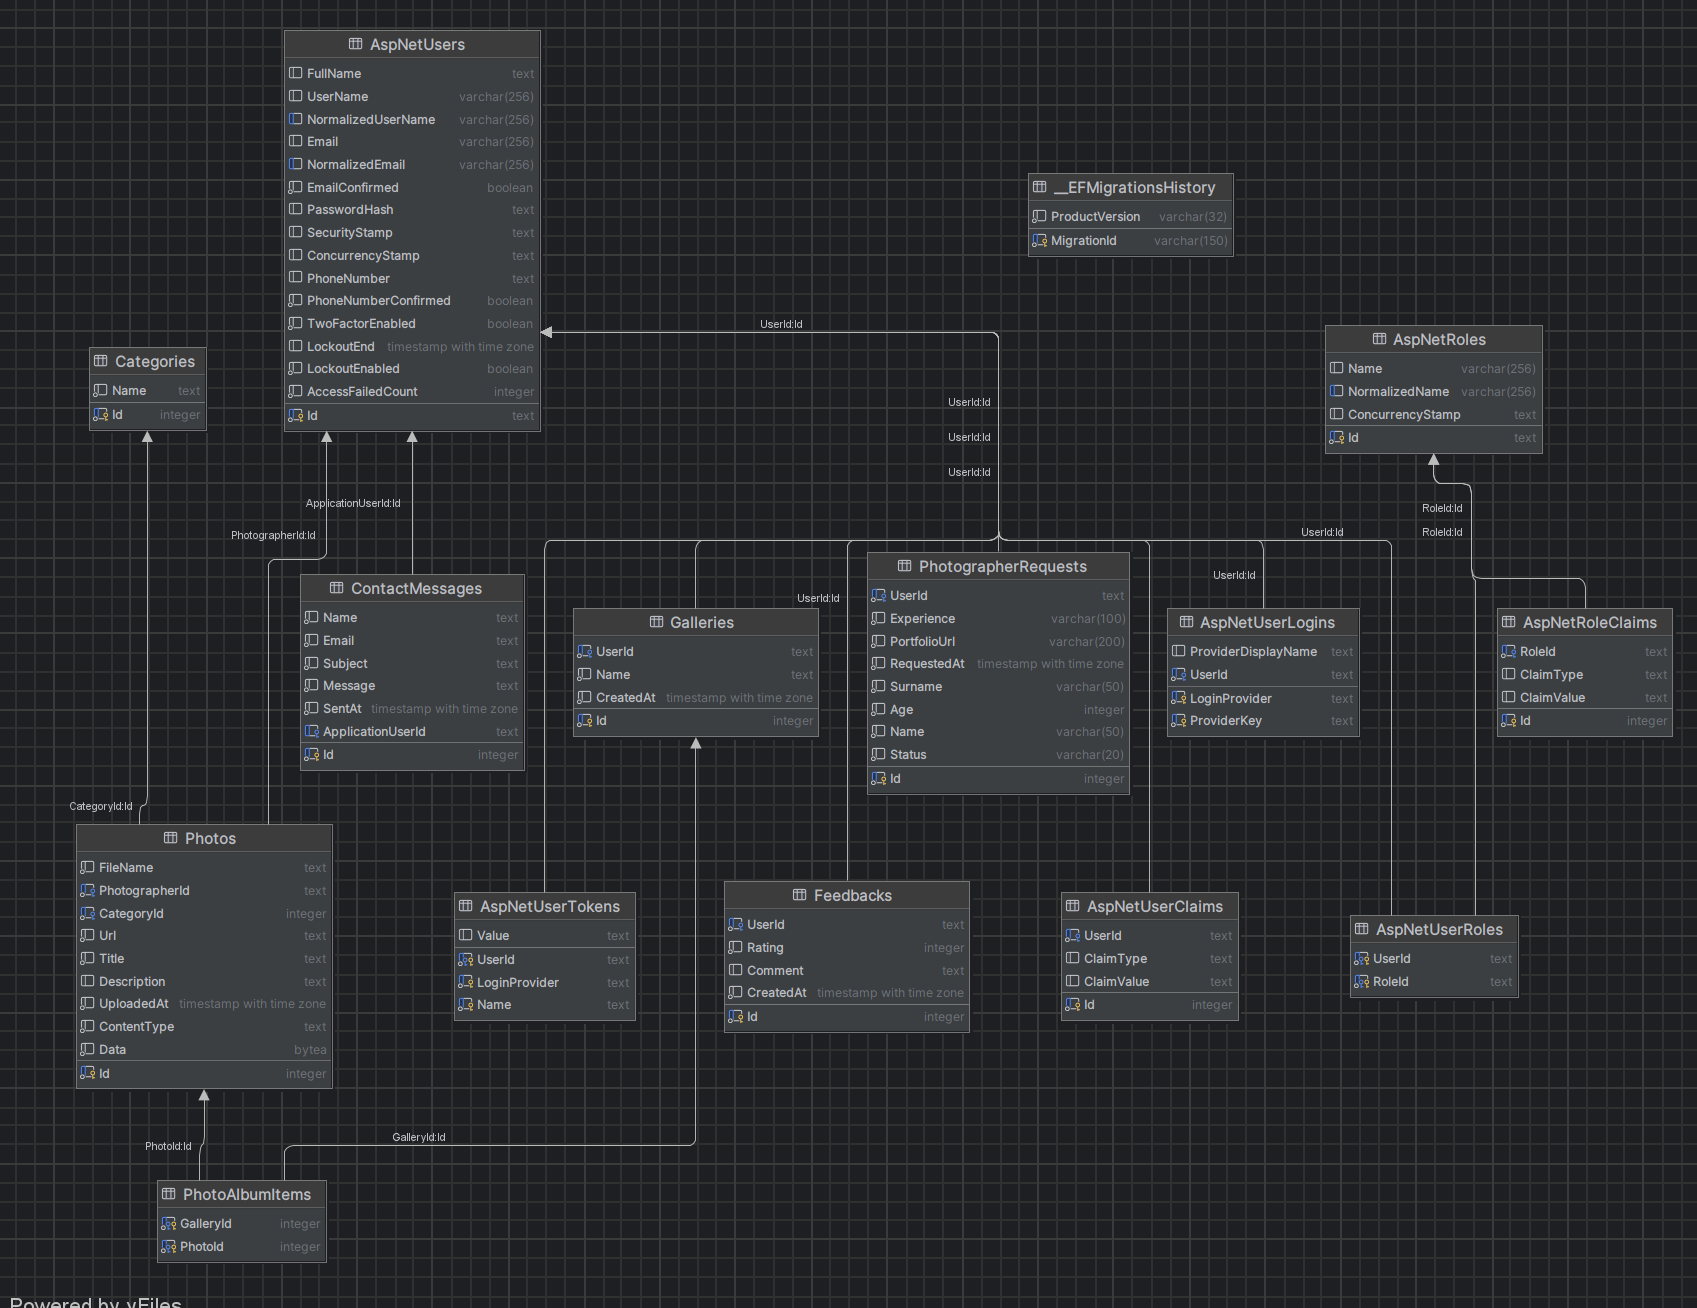 AspNetUsers
FullName text
UserName varchar(256)
NormalizedUserName varchar(256)
Email varchar(256)
NormalizedEmail varchar(256)
EmailConfirmed boolean
PasswordHash text
SecurityStamp text
ConcurrencyStamp text
PhoneNumber text
PhoneNumberConfirmed boolean
TwoFactorEnabled boolean
LockoutEnd timestamp with time zone
LockoutEnabled boolean
AccessFailedCount integer
Id text
__EFMigrationsHistory
ProductVersion varchar(32)
MigrationId varchar(150)
Categories
Name text
Id integer
AspNetRoles
Name varchar(256)
NormalizedName varchar(256)
ConcurrencyStamp text
Id text
UserId:Id
UserId:Id
UserId:Id
UserId:Id
ApplicationUserId:Id
PhotographerId:Id
RoleId:Id
RoleId:Id
UserId:Id
UserId:Id
UserId:Id
ContactMessages
Name text
Email text
Subject text
Message text
SentAt timestamp with time zone
ApplicationUserId text
Id integer
Galleries
UserId text
Name text
CreatedAt timestamp with time zone
Id integer
PhotographerRequests
UserId text
Experience varchar(100)
PortfolioUrl varchar(200)
RequestedAt timestamp with time zone
Surname varchar(50)
Age integer
Name varchar(50)
Status varchar(20)
Id integer
AspNetUserLogins
ProviderDisplayName text
UserId text
LoginProvider text
ProviderKey text
AspNetRoleClaims
RoleId text
ClaimType text
ClaimValue text
Id integer
CategoryId:Id
Photos
FileName text
PhotographerId text
CategoryId integer
Url text
Title text
Description text
UploadedAt timestamp with time zone
ContentType text
Data bytea
Id integer
AspNetUserTokens
Value text
UserId text
LoginProvider text
Name text
Feedbacks
UserId text
Rating integer
Comment text
CreatedAt timestamp with time zone
Id integer
AspNetUserClaims
UserId text
ClaimType text
ClaimValue text
Id integer
AspNetUserRoles
UserId text
RoleId text
PhotoId:Id
GalleryId:Id
PhotoAlbumItems
GalleryId integer
PhotoId integer
Powered by yFiles